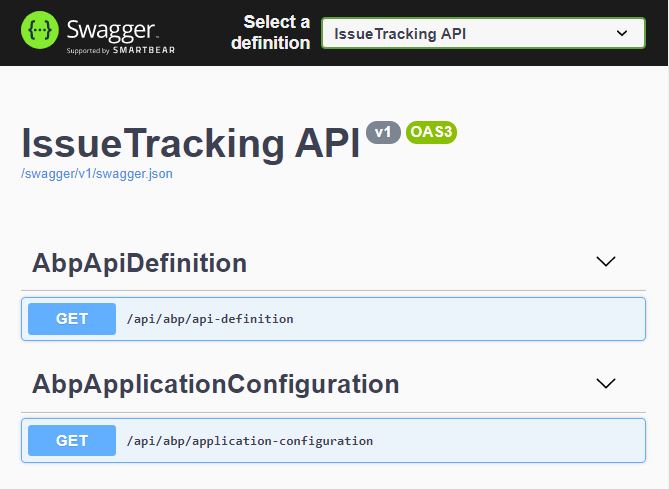 {···} Swagger™
Supported by SMARTBEAR
Select a
definition
IssueTracking API
IssueTracking API v1 OAS3
/swagger/v1/swagger.json
AbpApiDefinition
GET /api/abp/api-definition
AbpApplicationConfiguration
GET /api/abp/application-configuration